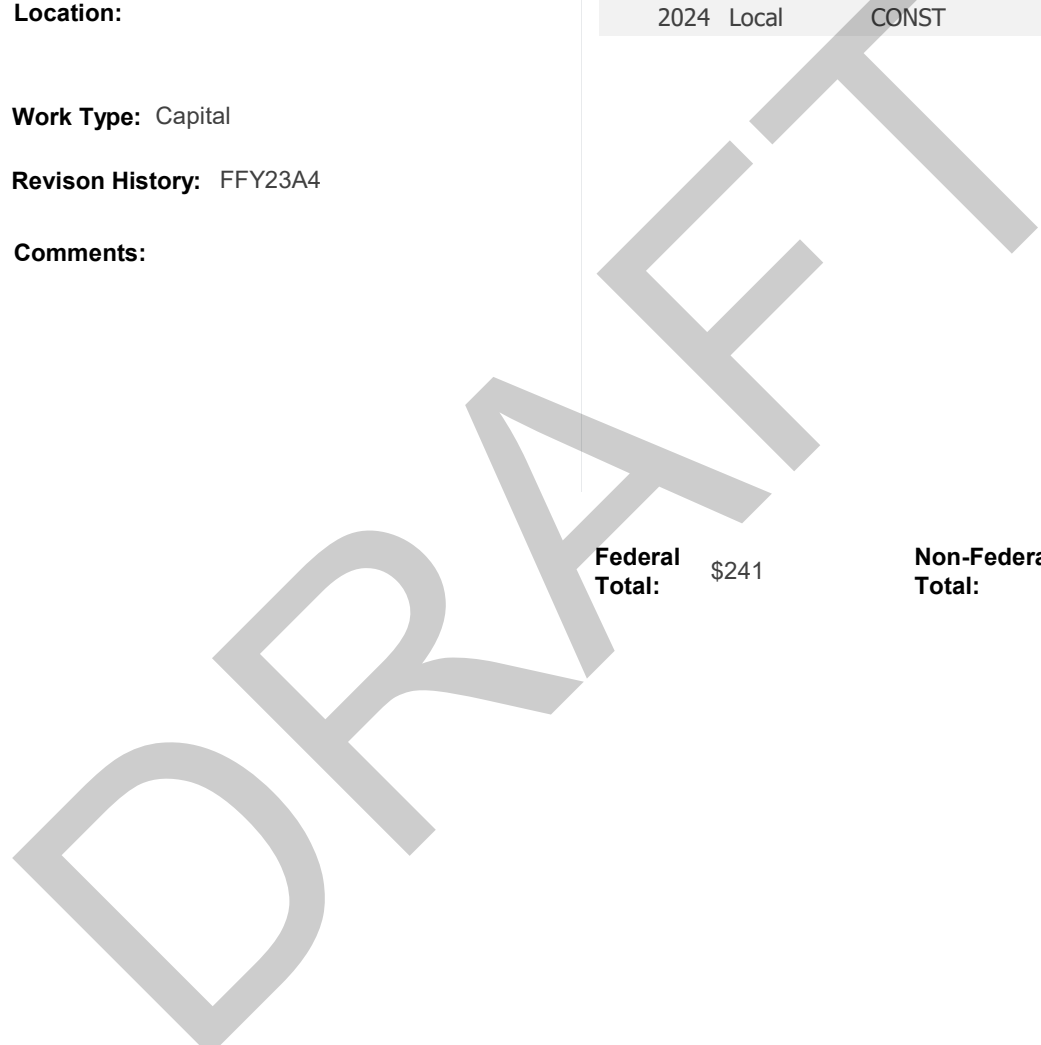 Location:
2024 Local CONST
Work Type: Capital
Revison History: FFY23A4
Comments:
Federal Total: $241
Non-Federa
Total:
DRAFT